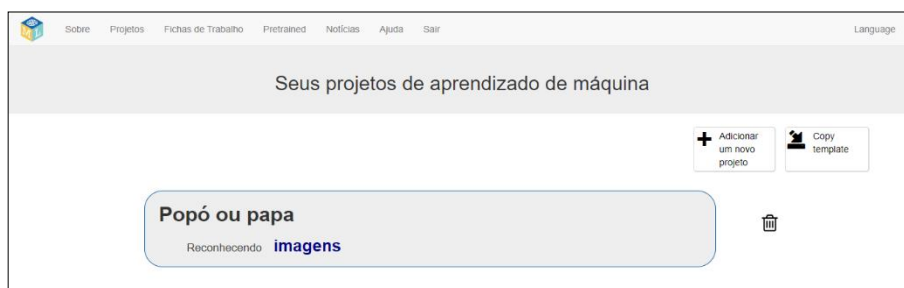 Sobre Projetos Fichas de Trabalho Pretrained Notícias Ajuda Sair Language
Seus projetos de aprendizado de máquina
Adicionar
um novo
projeto
Copy
template
Popó ou papa
Reconhecendo imagens